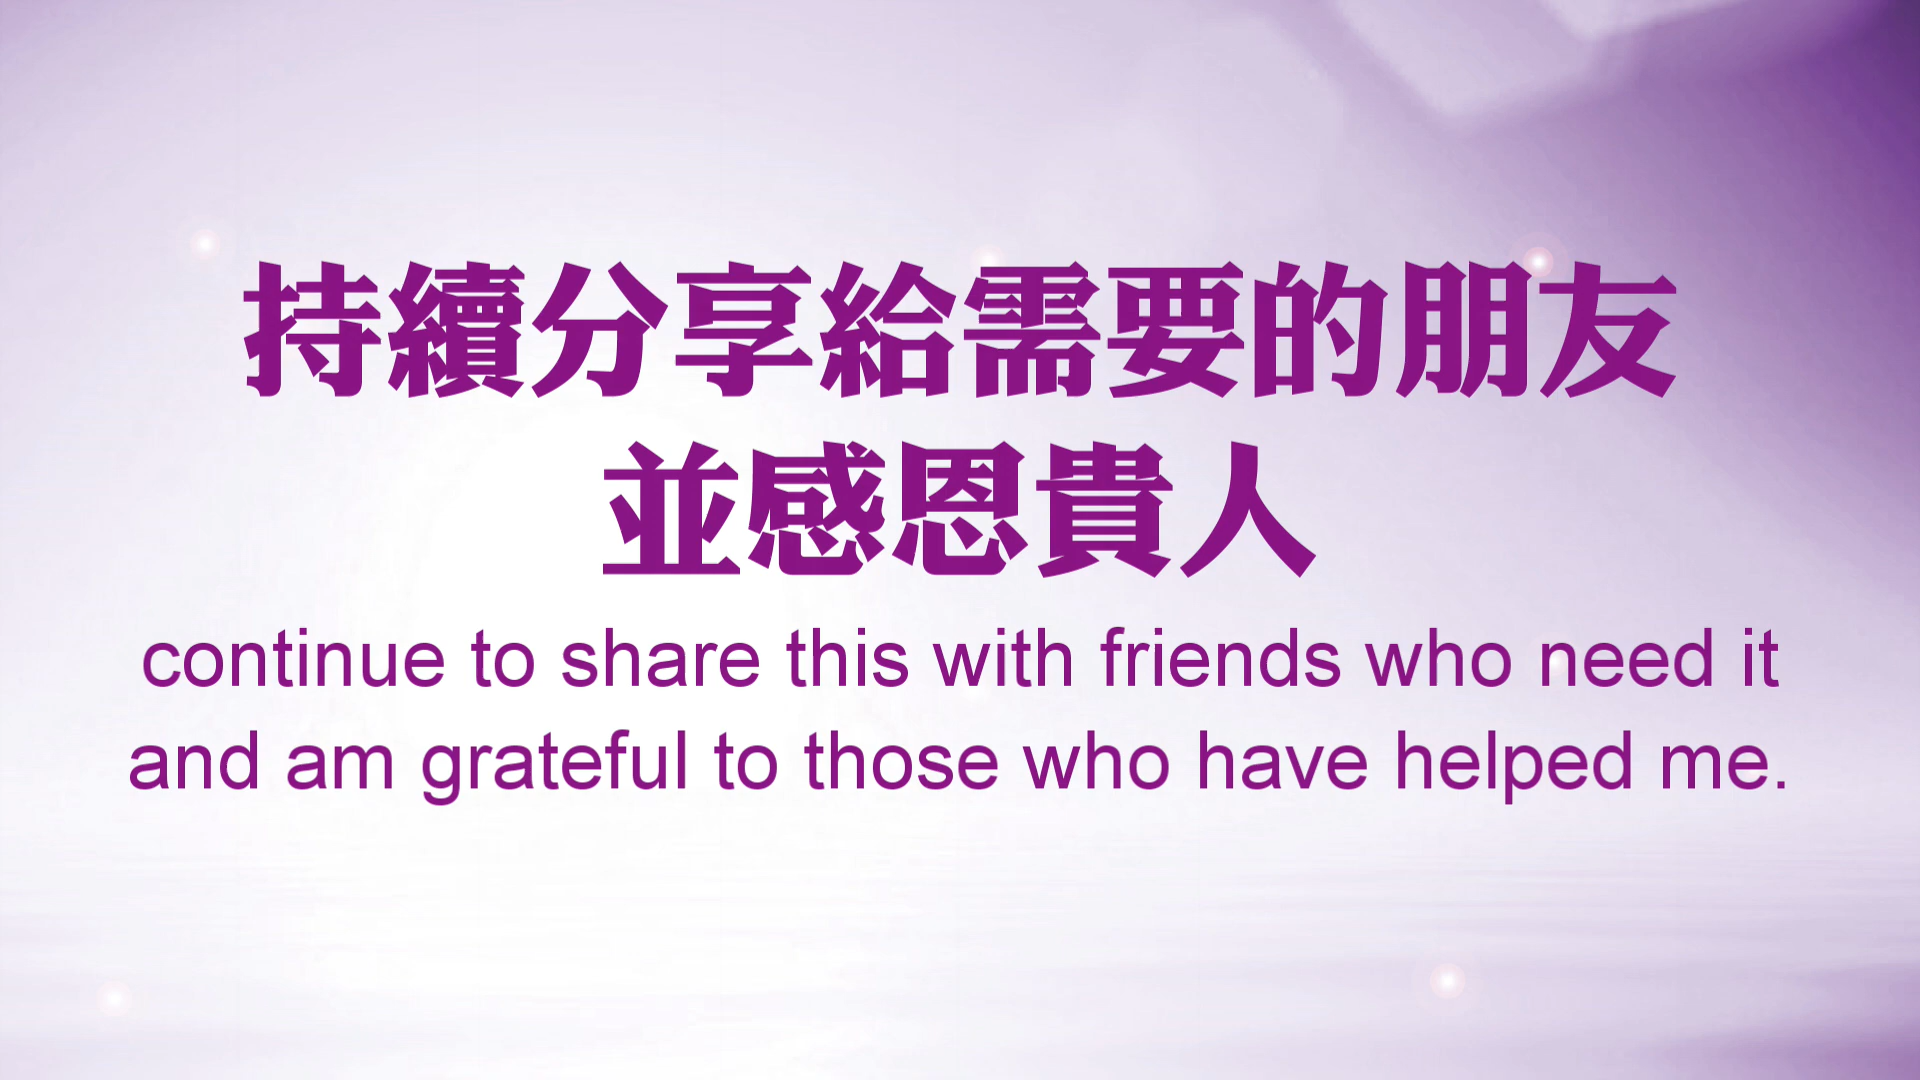 持續分享給需要的朋友
並感恩貴人
continue to share this with friends who need it
and am grateful to those who have helped me.